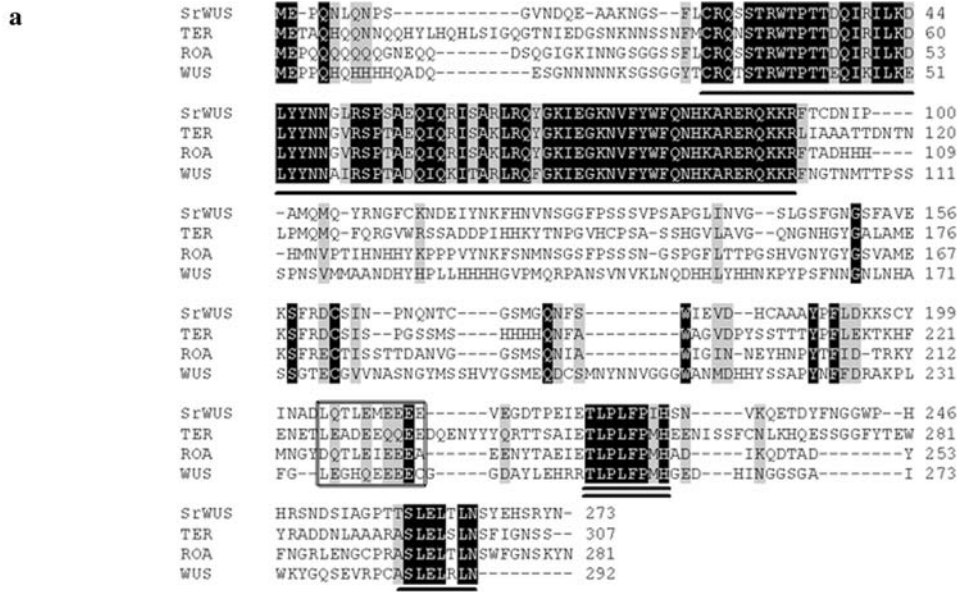 a
SrWUS ME-PQNLQNPS---------GVNDQE-AAKNGS--FLCRQSSTRWTPTTDQIRILKD 44
TER METAQHQQNNQQHYLHQHLSIGQGTNIEDGSNKNNSSNFMCRQNSTRWTPTTDQIRILKD 60
ROA MEPPQQQQQQQGNEQQ-------DSQGIGKINNGSGGSSFLCRQSSTRWTPTTDQIRILKD 53
WUS MEPPQHQHHHHQADQ---------ESGNNNNNKSGSGGYTCRQTSTRWTPTTEQIKILKE 51
SrWUS LYYNNGLRSPSAEQIQRISARLRQYGKIEGKNVFYWFQNHKARERQKKRFTCDNIP---- 100
TER LYYNNGVRSPTAEQIQRISAKLRQYGKIEGKNVFYWFQNHKARERQKKRLIAAATTDNTN 120
ROA LYYNNGVRSPTAEQIQRISAKLRQYGKIEGKNVFYWFQNHKARERQKKRFTADHHH---- 109
WUS LYYNNAIRSPTADQIQKITARLRQFGKIEGKNVFYWFQNHKARERQKKRFNGTNMTTPSS 111
SrWUS -AMQMQ-YRNGFCKNDEIYNKFHNVNSGGFPSSSVPSAPGLINVG--SLGSFGNGSFAVE 156
TER LPMQMQ-FQRGVWRSSADDPIHHKYTNPGVHCPSA-SSHGVLAVG--QNGNHGYGALAME 176
ROA -HMNVPTIHNHHYKPPPVYNKFSNMNSGSFPSSSN-GSPGFLTTPGSHVGNYGYGSVAME 167
WUS SPNSVMMAANDHYHPLLHHHHGVPMQRPANSVNVKLNQDHHLYHHNKPYPSFNNGNLNHA 171
SrWUS KSFRDCSIN--PNQNTC---GSMGQNFS---------WIEVD--HCAAAYPFLDKKSCY 199
TER KSFRDCSIS--PGSSMS---HHHHQNFA---------WAGVDPYSSTTTYPFLEKTKHF 221
ROA KSFRECTISSTTDANVG---GSMSQNIA---------WIGIN-NEYHNPYTFID-TRKY 212
WUS SSGTECGVVNASNGYMSSHVYGSMEQDCSMNYNNVGGGWANMDHHYSSAPYNFFDRAKPL 231
SrWUS INADLQTLEMEEEE------VEGDTPEIETLPLFPIHSN-----VKQETDYFNGGWP--H 246
TER ENETLEADEEQQEEDQENYYYQRTTSAIETLPLFPMHEENISSFCNLKHQESSGGFYTEW 281
ROA MNGYDQTLEIEEEA------EENYTAEIETLPLFPMHAD-----IKQDTAD-------Y 253
WUS FG--LEGHQEEEECG-----GDAYLEHRRTLPLFPMHGED---HINGGSGA-------I 273
SrWUS HRSNDSIAGPTTSLELTLNSYEHSRYN- 273
TER YRADDNLAAARASLELSLNSFIGNSS-- 307
ROA FNGRLENGCPRASLELTLNSWFGNSKYN 281
WUS WKYGQSEVRPCASLELRLN--------- 292